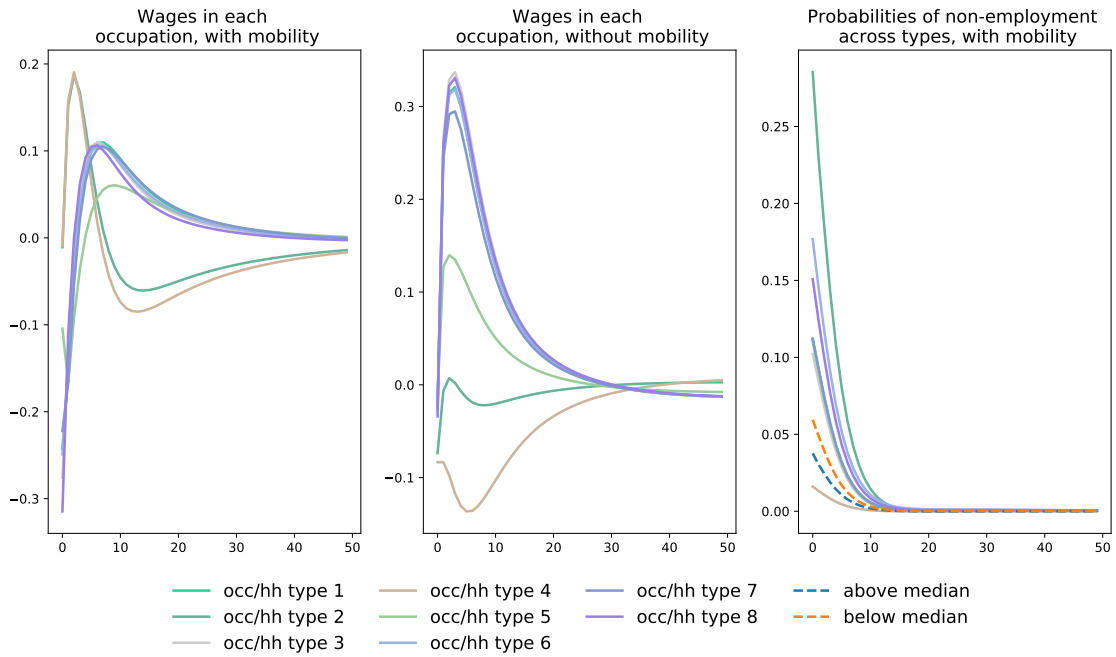 Wages in each
occupation, with mobility
Wages in each
occupation, without mobility
Probabilities of non-employment
across types, with mobility
0.2
0.1
0.0
−0.1
−0.2
−0.3
0 10 20 30 40 50
0.3
0.2
0.1
0.0
−0.1
0 10 20 30 40 50
0.25
0.20
0.15
0.10
0.05
0.00
0 10 20 30 40 50
occ/hh type 1
occ/hh type 2
occ/hh type 3
occ/hh type 4
occ/hh type 5
occ/hh type 6
occ/hh type 7
occ/hh type 8
above median
below median